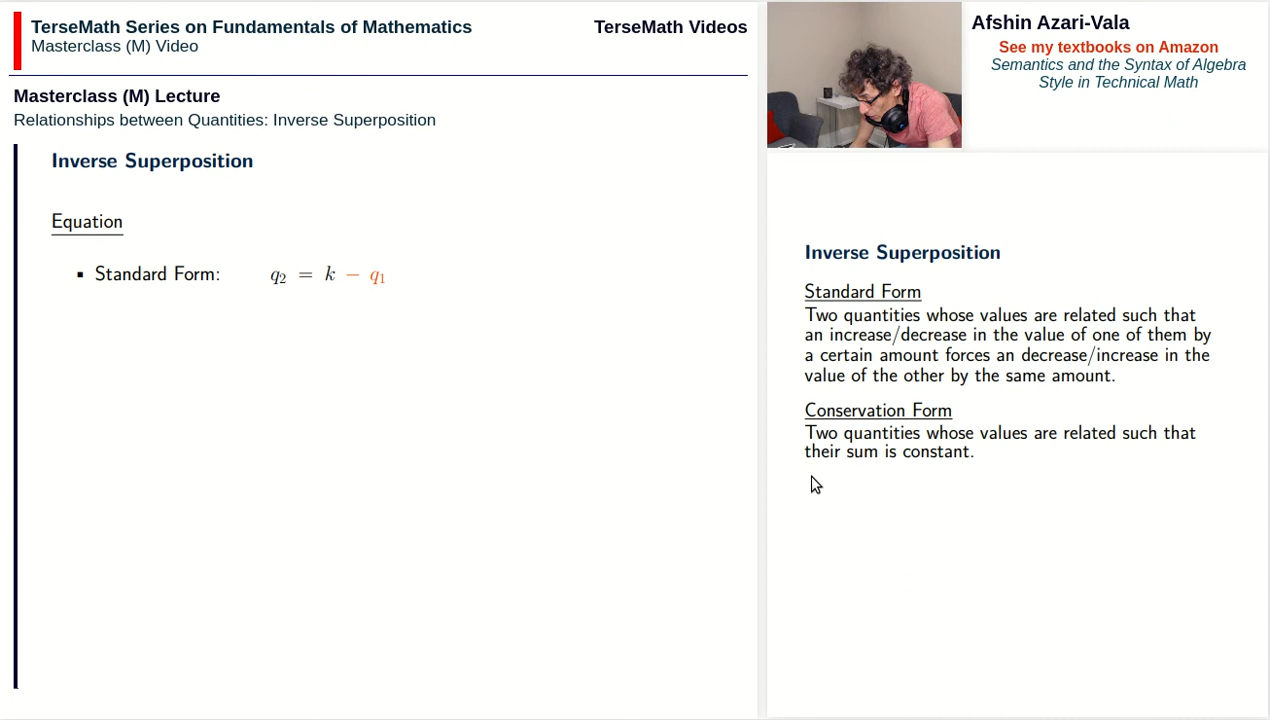 TerseMath Series on Fundamentals of Mathematics
Masterclass (M) Video
TerseMath Videos
Masterclass (M) Lecture
Relationships between Quantities: Inverse Superposition
Inverse Superposition
Equation
▪ Standard Form: q₂ = k − q₁
Afshin Azari-Vala
See my textbooks on Amazon
Semantics and the Syntax of Algebra
Style in Technical Math
Inverse Superposition
Standard Form
Two quantities whose values are related such that
an increase/decrease in the value of one of them by
a certain amount forces an decrease/increase in the
value of the other by the same amount.
Conservation Form
Two quantities whose values are related such that
their sum is constant.